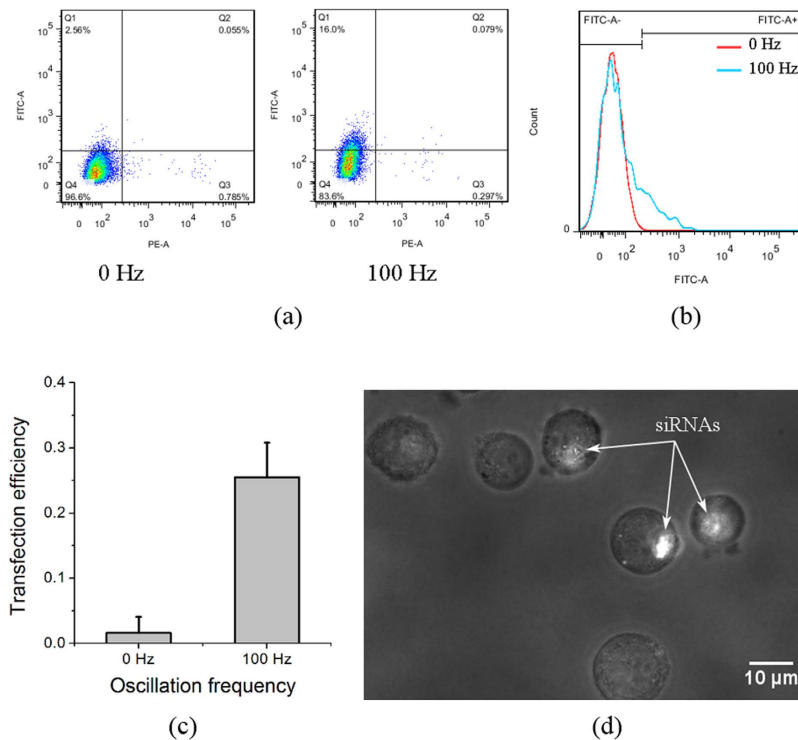 Q1
2.56%
Q2
0.055%
10^5
10^4
10^3
10^2
0
FITC-A
Q4
96.6%
Q3
0.785%
0 10^2 10^3 10^4 10^5
PE-A
0 Hz
Q1
16.0%
Q2
0.079%
10^5
10^4
10^3
10^2
0
FITC-A
Q4
83.6%
Q3
0.297%
0 10^2 10^3 10^4 10^5
PE-A
100 Hz
(a)
FITC-A-
FITC-A+
0 Hz
100 Hz
Count
0
0 10^2 10^3 10^4 10^5
FITC-A
(b)
0.4
0.3
0.2
0.1
0.0
Transfection efficiency
0 Hz 100 Hz
Oscillation frequency
(c)
siRNAs
10 μm
(d)